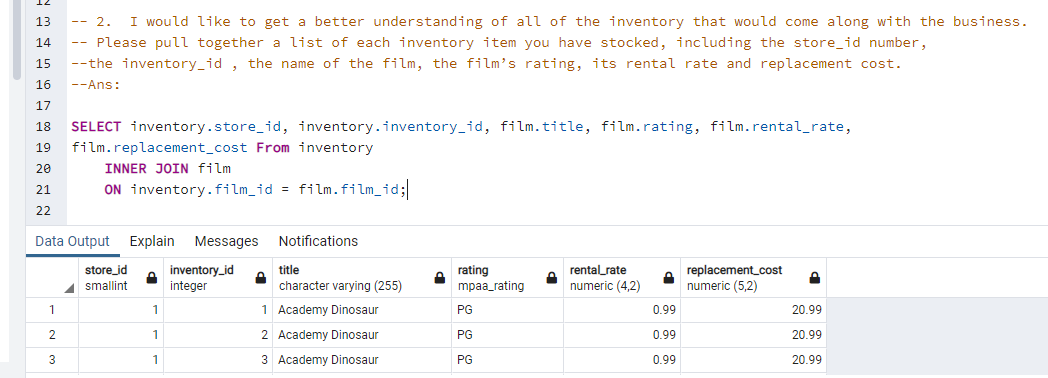 12
13 -- 2.  I would like to get a better understanding of all of the inventory that would come along with the business.
14 -- Please pull together a list of each inventory item you have stocked, including the store_id number,
15 --the inventory_id , the name of the film, the film’s rating, its rental rate and replacement cost.
16 --Ans:
17
18 SELECT inventory.store_id, inventory.inventory_id, film.title, film.rating, film.rental_rate,
19 film.replacement_cost From inventory
20     INNER JOIN film
21     ON inventory.film_id = film.film_id;
22
Data Output Explain Messages Notifications
store_id inventory_id title rating rental_rate replacement_cost
smallint integer character varying (255) mpaa_rating numeric (4,2) numeric (5,2)
1 1 1 Academy Dinosaur PG 0.99 20.99
2 1 2 Academy Dinosaur PG 0.99 20.99
3 1 3 Academy Dinosaur PG 0.99 20.99